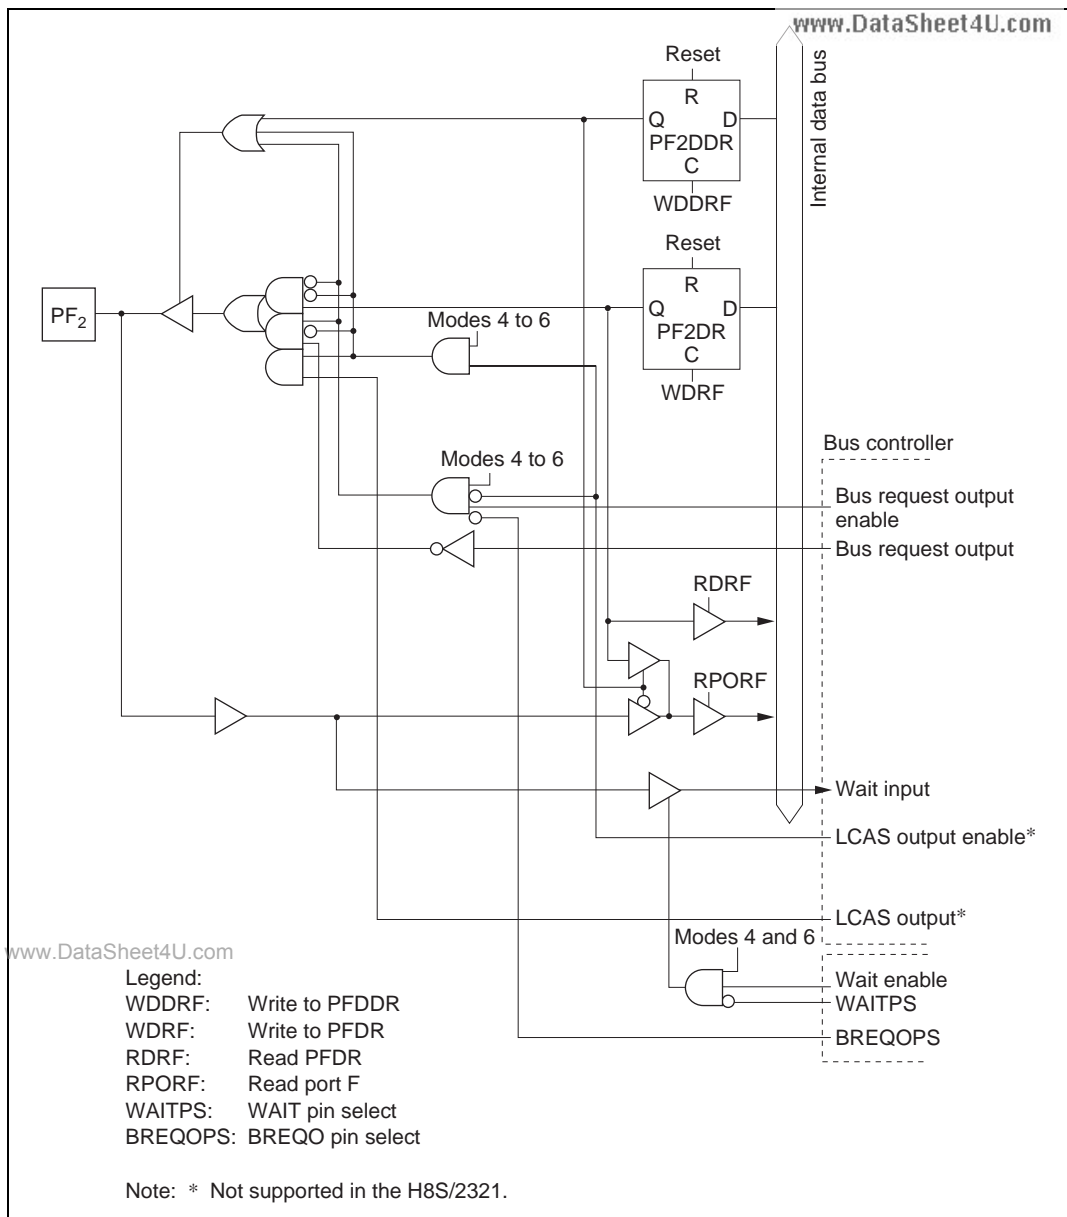 www.DataSheet4U.com
Reset
R
Q D
PF2DDR
C
WDDRF
Internal data bus
Reset
R
Q D
PF2DR
C
WDRF
PF2
Modes 4 to 6
Bus controller
Modes 4 to 6
Bus request output
enable
Bus request output
RDRF
RPORF
Wait input
LCAS output enable*
LCAS output*
Modes 4 and 6
Wait enable
WAITPS
BREQOPS
www.DataSheet4U.com
Legend:
WDDRF: Write to PFDDR
WDRF: Write to PFDR
RDRF: Read PFDR
RPORF: Read port F
WAITPS: WAIT pin select
BREQOPS: BREQO pin select
Note: * Not supported in the H8S/2321.